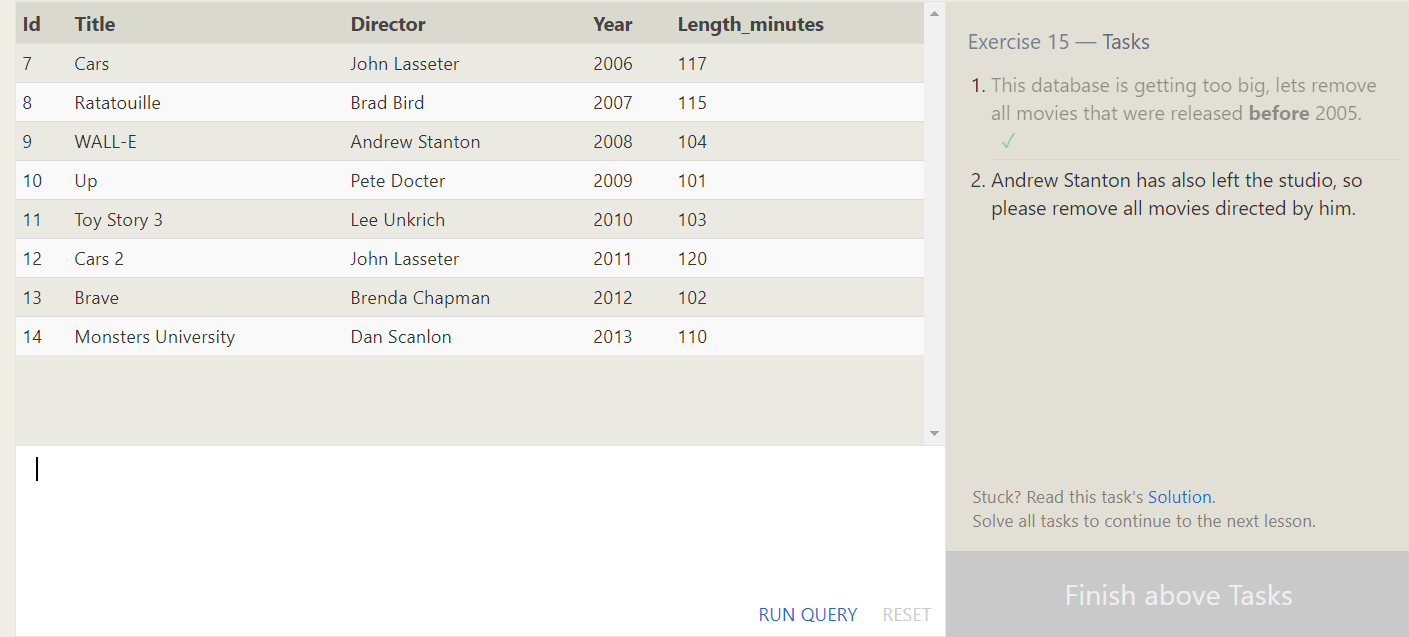 Id Title Director Year Length_minutes
7 Cars John Lasseter 2006 117
8 Ratatouille Brad Bird 2007 115
9 WALL-E Andrew Stanton 2008 104
10 Up Pete Docter 2009 101
11 Toy Story 3 Lee Unkrich 2010 103
12 Cars 2 John Lasseter 2011 120
13 Brave Brenda Chapman 2012 102
14 Monsters University Dan Scanlon 2013 110
RUN QUERY RESET
Exercise 15 — Tasks
1. This database is getting too big, lets remove
all movies that were released before 2005.
✓
2. Andrew Stanton has also left the studio, so
please remove all movies directed by him.
Stuck? Read this task's Solution.
Solve all tasks to continue to the next lesson.
Finish above Tasks